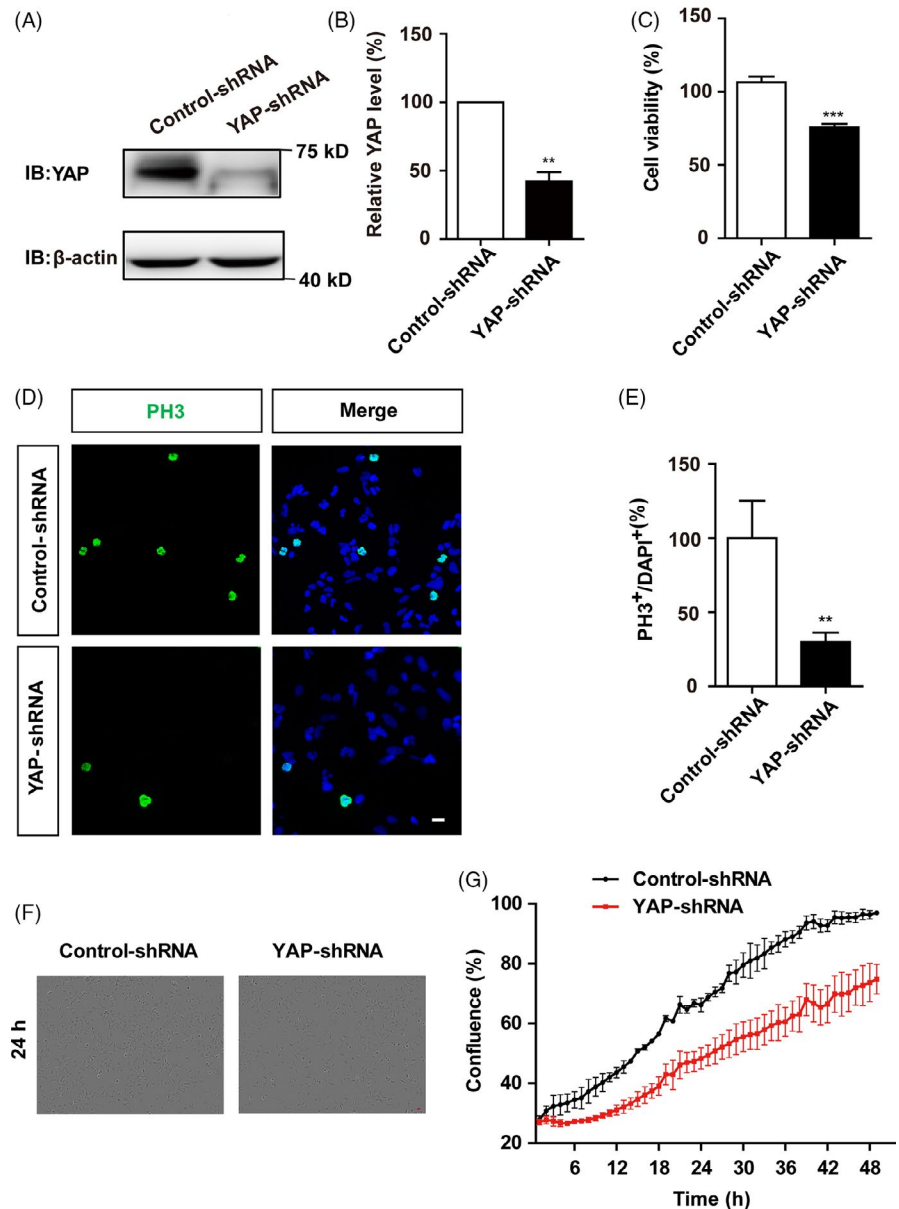 (A)
Control-shRNA
YAP-shRNA
75 kD
IB:YAP
IB:β-actin
40 kD
(B)
Relative YAP level (%)
150
100
50
0
**
Control-shRNA
YAP-shRNA
(C)
Cell viability (%)
150
100
50
0
***
Control-shRNA
YAP-shRNA
(D)
PH3
Merge
Control-shRNA
YAP-shRNA
(E)
PH3+/DAPI+(%)
150
100
50
0
**
Control-shRNA
YAP-shRNA
(F)
Control-shRNA
YAP-shRNA
24 h
(G)
Control-shRNA
YAP-shRNA
Confluence (%)
100
80
60
40
20
6 12 18 24 30 36 42 48
Time (h)